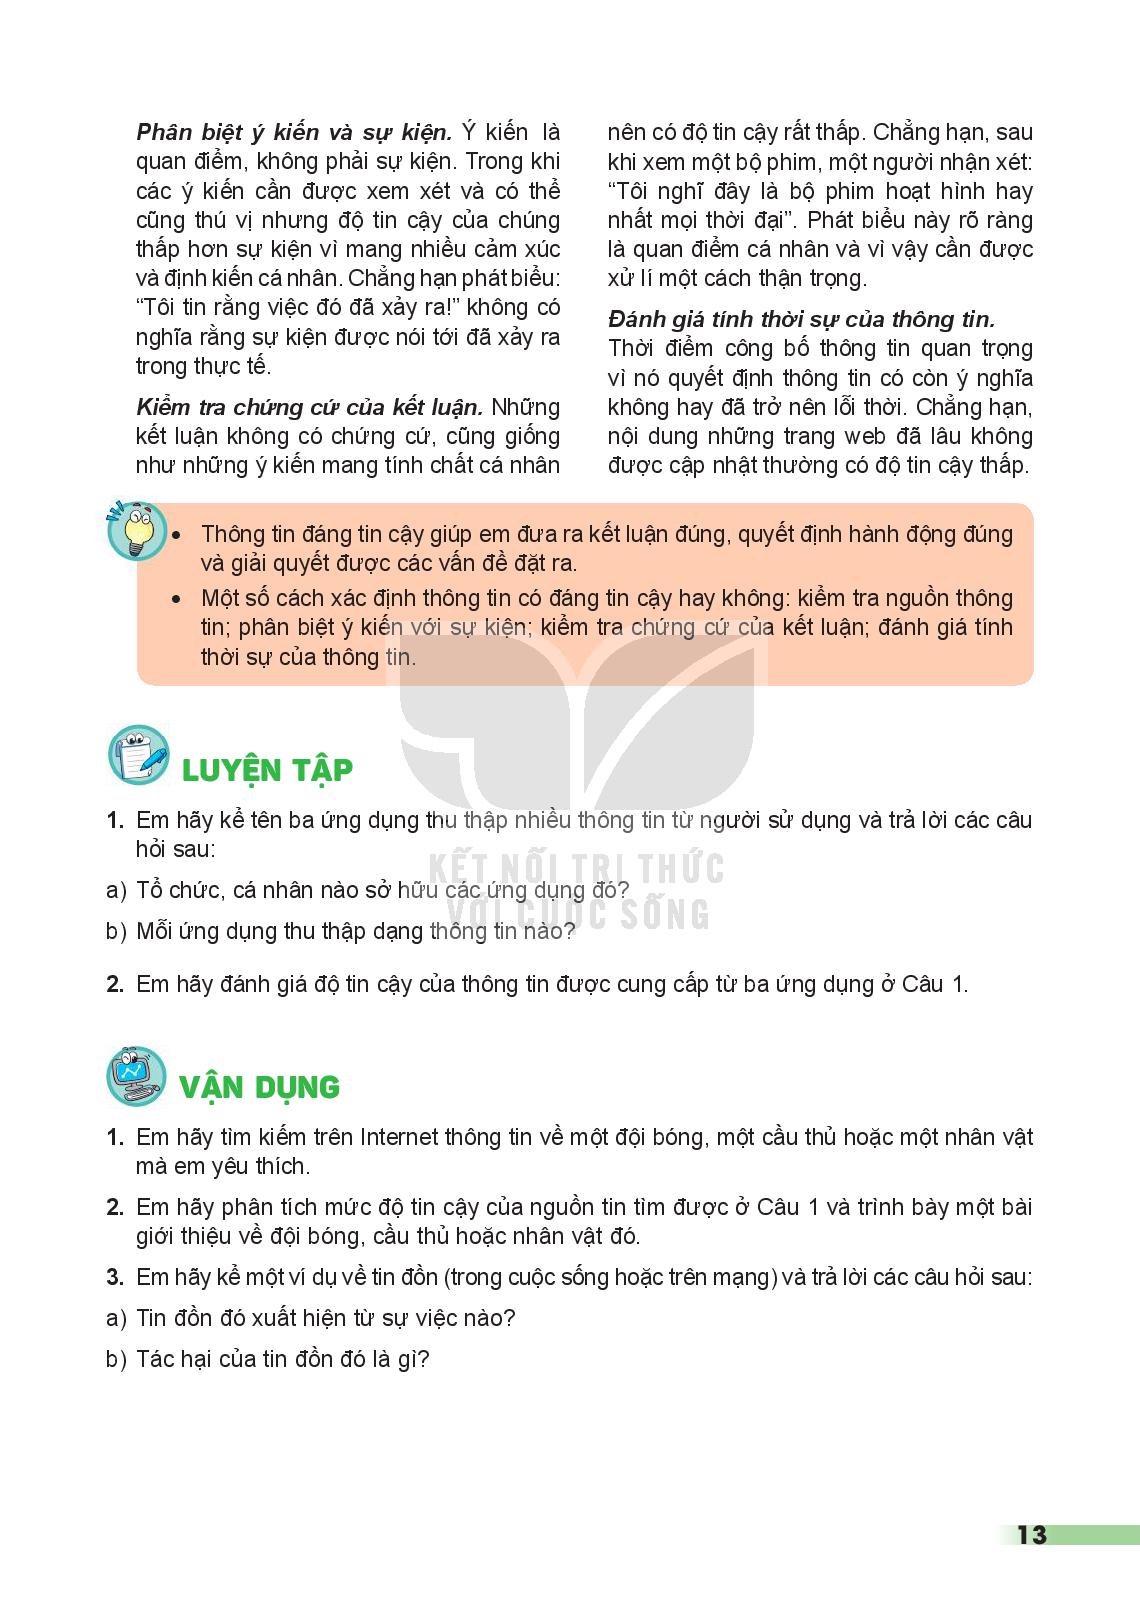 Phân biệt ý kiến và sự kiện. Ý kiến là
quan điểm, không phải sự kiện. Trong khi
các ý kiến cần được xem xét và có thể
cũng thú vị nhưng độ tin cậy của chúng
thấp hơn sự kiện vì mang nhiều cảm xúc
và định kiến cá nhân. Chẳng hạn phát biểu:
“Tôi tin rằng việc đó đã xảy ra!” không có
nghĩa rằng sự kiện được nói tới đã xảy ra
trong thực tế.
Kiểm tra chứng cứ của kết luận. Những
kết luận không có chứng cứ, cũng giống
như những ý kiến mang tính chất cá nhân
nên có độ tin cậy rất thấp. Chẳng hạn, sau
khi xem một bộ phim, một người nhận xét:
“Tôi nghĩ đây là bộ phim hoạt hình hay
nhất mọi thời đại”. Phát biểu này rõ ràng
là quan điểm cá nhân và vì vậy cần được
xử lí một cách thận trọng.
Đánh giá tính thời sự của thông tin.
Thời điểm công bố thông tin quan trọng
vì nó quyết định thông tin có còn ý nghĩa
không hay đã trở nên lỗi thời. Chẳng hạn,
nội dung những trang web đã lâu không
được cập nhật thường có độ tin cậy thấp.
• Thông tin đáng tin cậy giúp em đưa ra kết luận đúng, quyết định hành động đúng
và giải quyết được các vấn đề đặt ra.
• Một số cách xác định thông tin có đáng tin cậy hay không: kiểm tra nguồn thông
tin; phân biệt ý kiến với sự kiện; kiểm tra chứng cứ của kết luận; đánh giá tính
thời sự của thông tin.
LUYỆN TẬP
1. Em hãy kể tên ba ứng dụng thu thập nhiều thông tin từ người sử dụng và trả lời các câu
hỏi sau:
KẾT NỐI TRI THỨC
a) Tổ chức, cá nhân nào sở hữu các ứng dụng đó?
VỚI CUỘC SỐNG
b) Mỗi ứng dụng thu thập dạng thông tin nào?
2. Em hãy đánh giá độ tin cậy của thông tin được cung cấp từ ba ứng dụng ở Câu 1.
VẬN DỤNG
1. Em hãy tìm kiếm trên Internet thông tin về một đội bóng, một cầu thủ hoặc một nhân vật
mà em yêu thích.
2. Em hãy phân tích mức độ tin cậy của nguồn tin tìm được ở Câu 1 và trình bày một bài
giới thiệu về đội bóng, cầu thủ hoặc nhân vật đó.
3. Em hãy kể một ví dụ về tin đồn (trong cuộc sống hoặc trên mạng) và trả lời các câu hỏi sau:
a) Tin đồn đó xuất hiện từ sự việc nào?
b) Tác hại của tin đồn đó là gì?
13